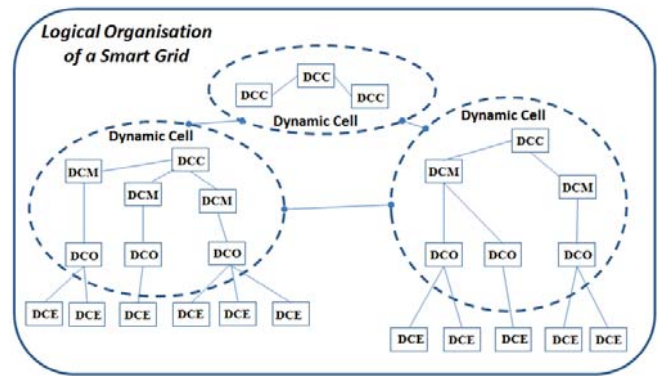 Logical Organisation
of a Smart Grid
DCC
DCC
DCC
Dynamic Cell
Dynamic Cell
DCC
DCM
DCM
DCM
DCO
DCO
DCO
DCE
DCE
DCE
DCE
DCE
DCE
Dynamic Cell
DCC
DCM
DCM
DCO
DCO
DCO
DCE
DCE
DCE
DCE
DCE